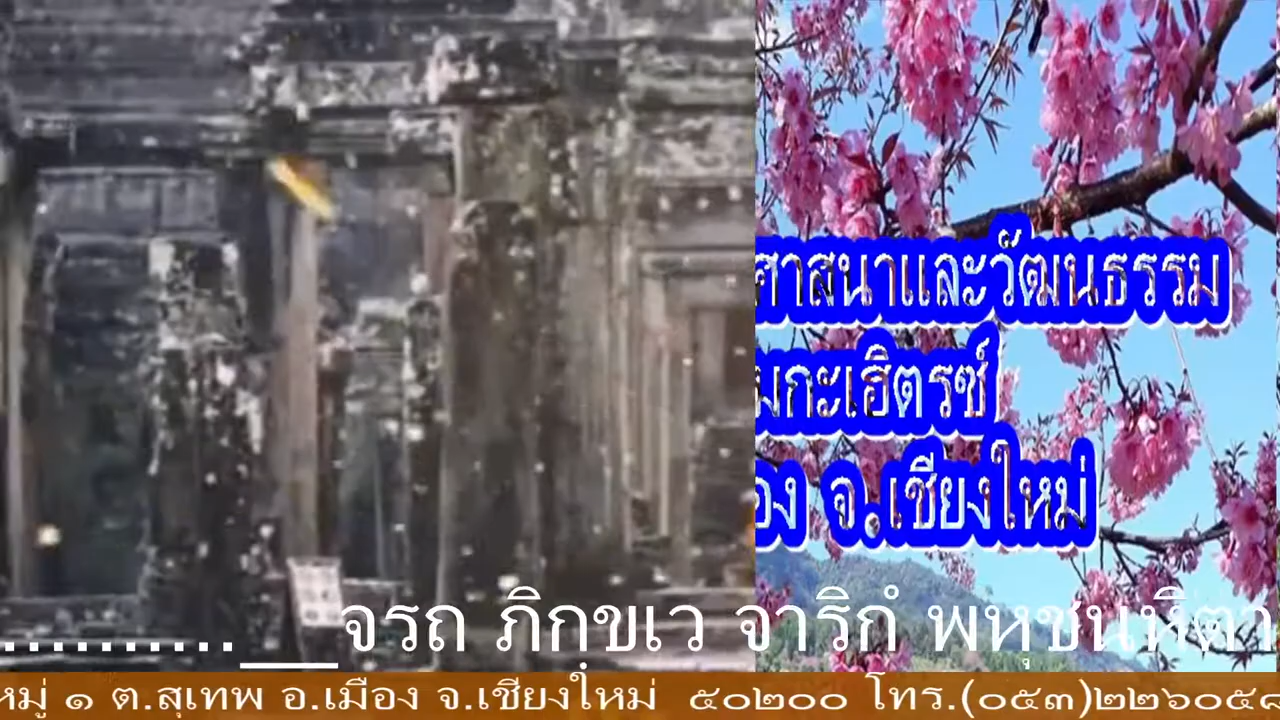 ศาสนาและวัฒนธรรม
มกะเฮิตรซ์
อง จ.เชียงใหม่
..........__จรถ ภิกฺขเว จาริกํ พหุชนหิตา
หมู่ ๑ ต.สุเทพ อ.เมือง จ.เชียงใหม่ ๕๐๒๐๐ โทร.(๐๕๓)๒๒๖๐๕๘